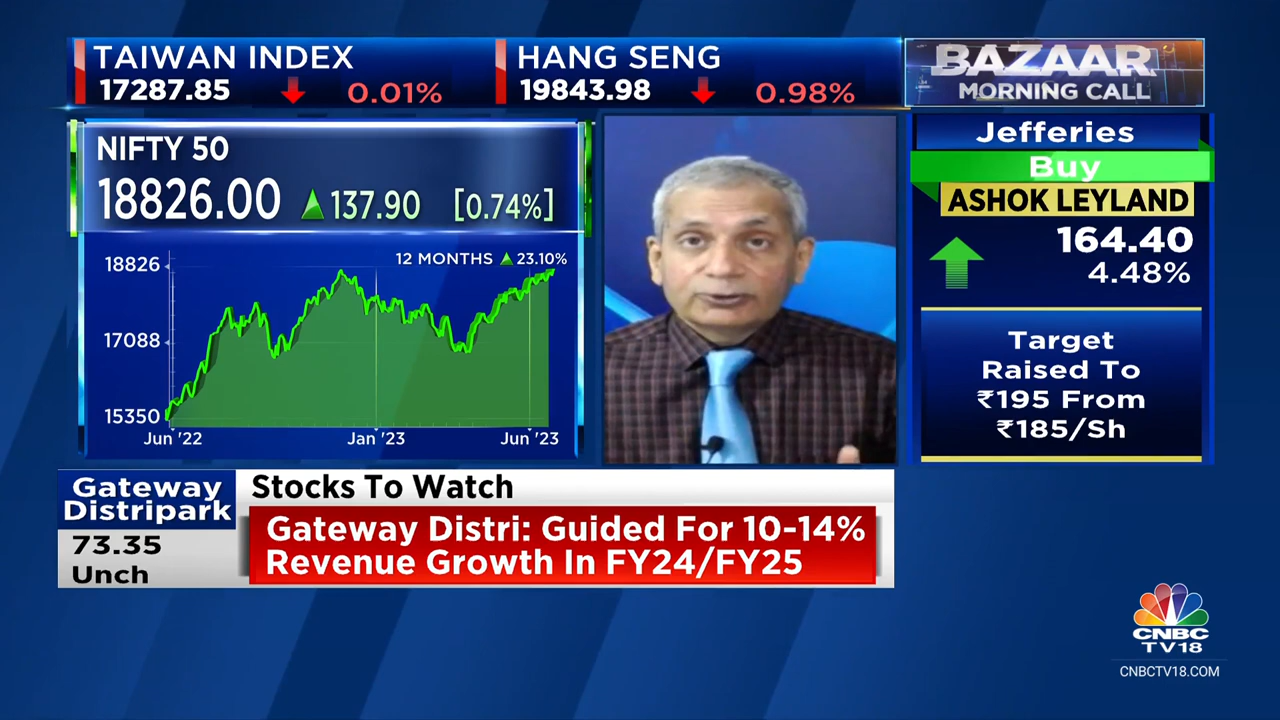 TAIWAN INDEX
17287.85 0.01%
HANG SENG
19843.98 0.98%
BAZAAR
MORNING CALL
NIFTY 50
18826.00 137.90 [0.74%]
12 MONTHS 23.10%
18826
17088
15350
Jun '22 Jan '23 Jun '23
Jefferies
Buy
ASHOK LEYLAND
164.40
4.48%
Target
Raised To
₹195 From
₹185/Sh
Gateway
Distripark
73.35
Unch
Stocks To Watch
Gateway Distri: Guided For 10-14%
Revenue Growth In FY24/FY25
CNBC
TV18
CNBCTV18.COM